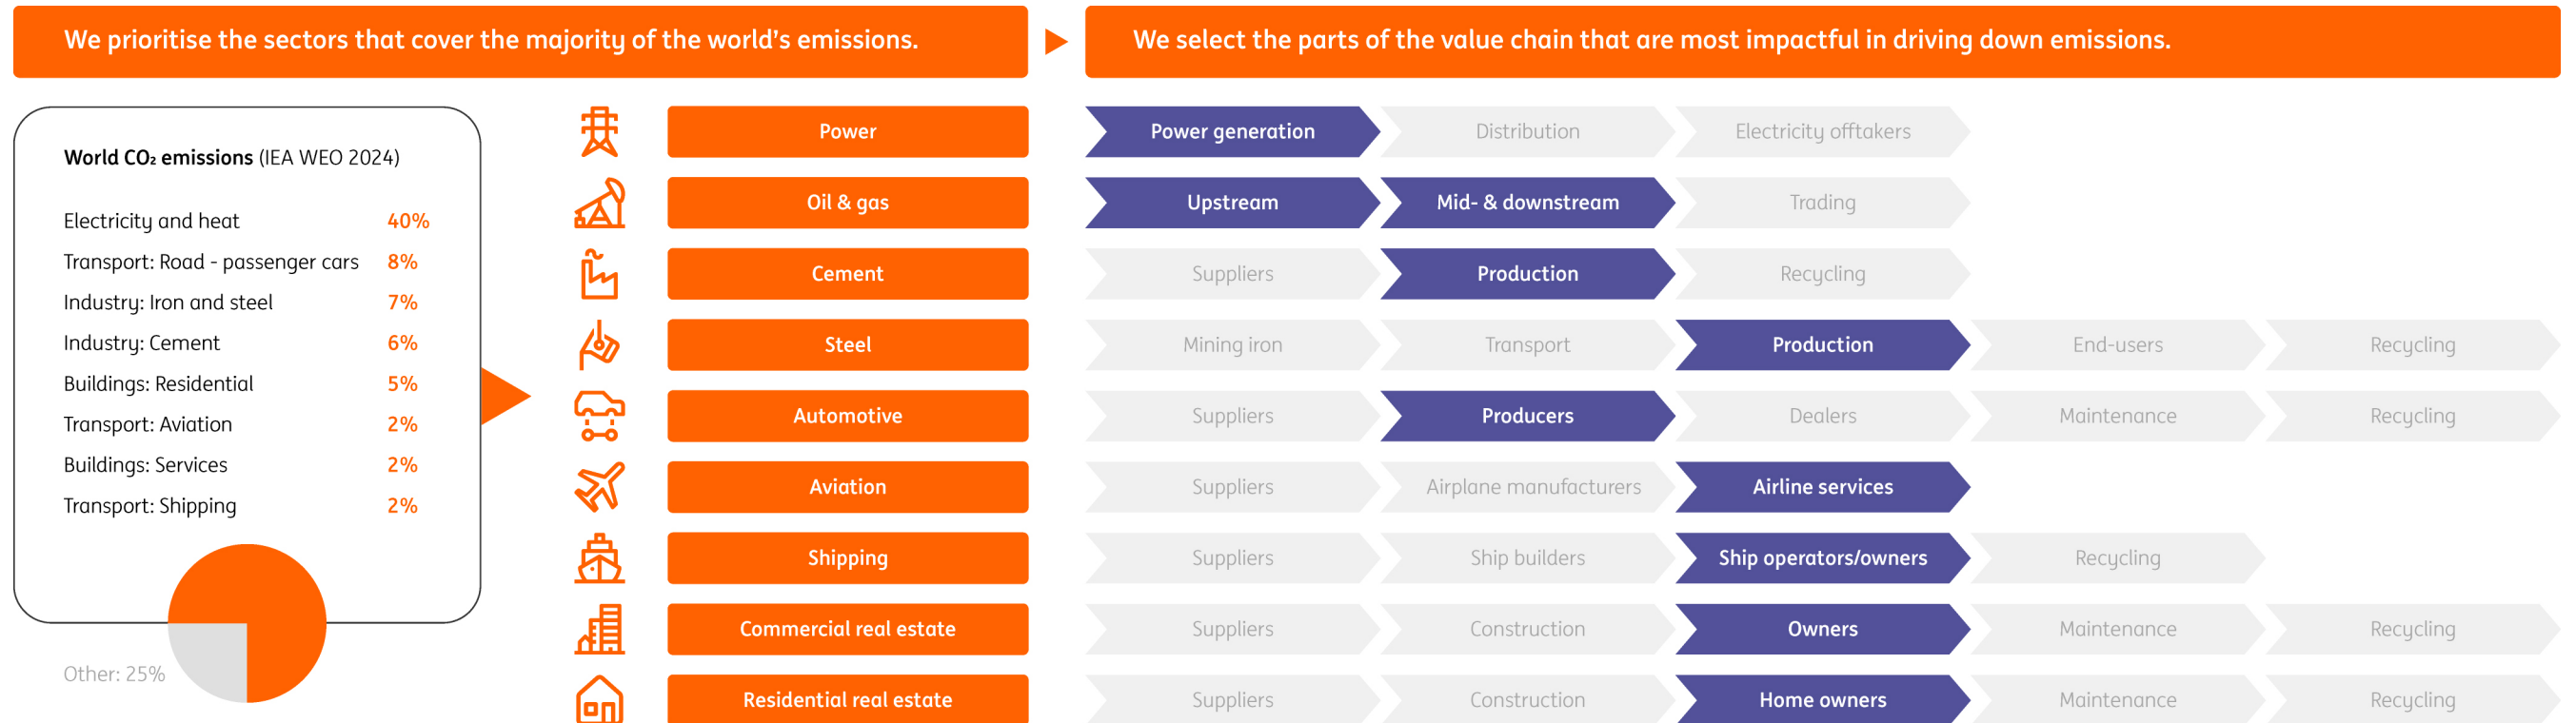 We prioritise the sectors that cover the majority of the world’s emissions.
We select the parts of the value chain that are most impactful in driving down emissions.
World CO₂ emissions (IEA WEO 2024)
Electricity and heat 40%
Transport: Road - passenger cars 8%
Industry: Iron and steel 7%
Industry: Cement 6%
Buildings: Residential 5%
Transport: Aviation 2%
Buildings: Services 2%
Transport: Shipping 2%
Other: 25%
Power Power generation Distribution Electricity offtakers
Oil & gas Upstream Mid- & downstream Trading
Cement Suppliers Production Recycling
Steel Mining iron Transport Production End-users Recycling
Automotive Suppliers Producers Dealers Maintenance Recycling
Aviation Suppliers Airplane manufacturers Airline services
Shipping Suppliers Ship builders Ship operators/owners Recycling
Commercial real estate Suppliers Construction Owners Maintenance Recycling
Residential real estate Suppliers Construction Home owners Maintenance Recycling